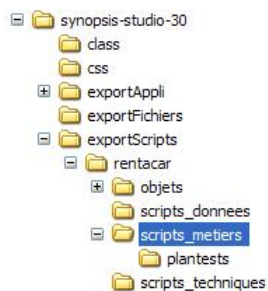 synopsis-studio-30
class
css
exportAppli
exportFichiers
exportScripts
rentacar
objets
scripts_donnees
scripts_metiers
plantests
scripts_techniques